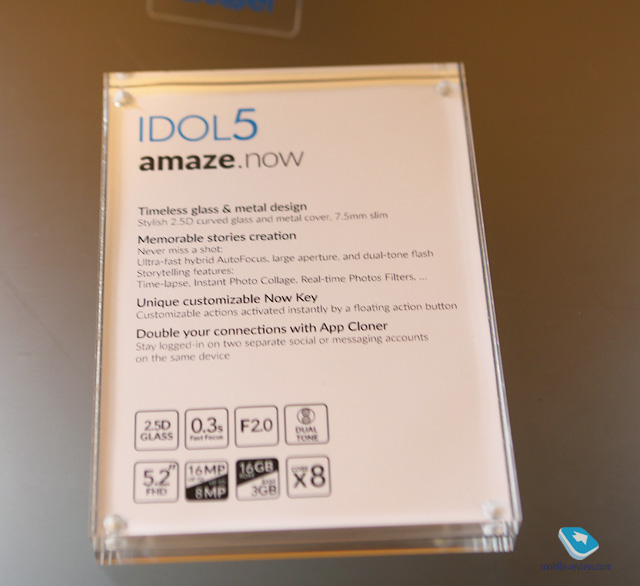 IDOL5
amaze.now
Timeless glass & metal design
Stylish 2.5D curved glass and metal cover, 7.5mm slim
Memorable stories creation
Never miss a shot:
Ultra-fast hybrid AutoFocus, large aperture, and dual-tone flash
Storytelling features:
Time-lapse, Instant Photo Collage, Real-time Photos Filters, ...
Unique customizable Now Key
Customizable actions activated instantly by a floating action button
Double your connections with App Cloner
Stay logged-in on two separate social or messaging accounts
on the same device
2.5D
GLASS
0.3s
Fast Focus
F2.0
DUAL
TONE
5.2"
FHD
16MP
8MP
16GB
3GB
X8